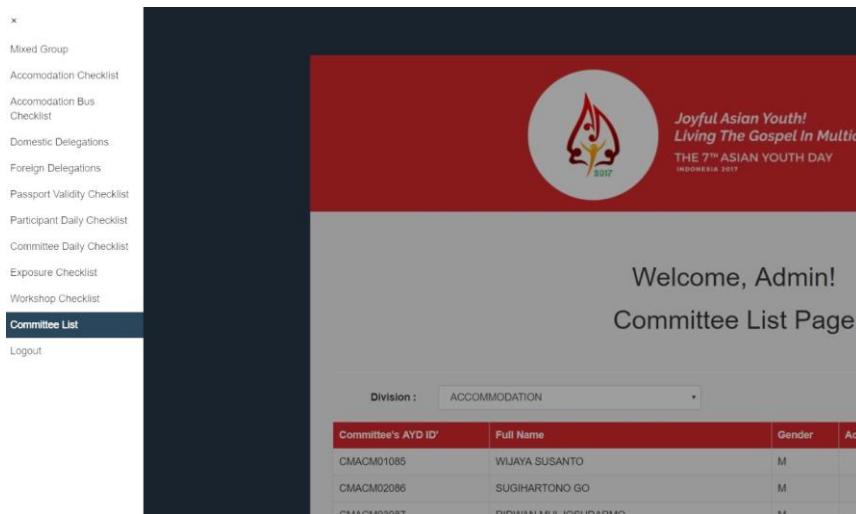 ×
Mixed Group
Accomodation Checklist
Accomodation Bus
Checklist
Domestic Delegations
Foreign Delegations
Passport Validity Checklist
Participant Daily Checklist
Committee Daily Checklist
Exposure Checklist
Workshop Checklist
Committee List
Logout
2017
Joyful Asian Youth!
Living The Gospel In Multic
THE 7TH ASIAN YOUTH DAY
INDONESIA 2017
Welcome, Admin!
Committee List Page
Division : ACCOMMODATION
Committee's AYD ID' Full Name Gender Ac
CMACM01085 WIJAYA SUSANTO M
CMACM02086 SUGIHARTONO GO M